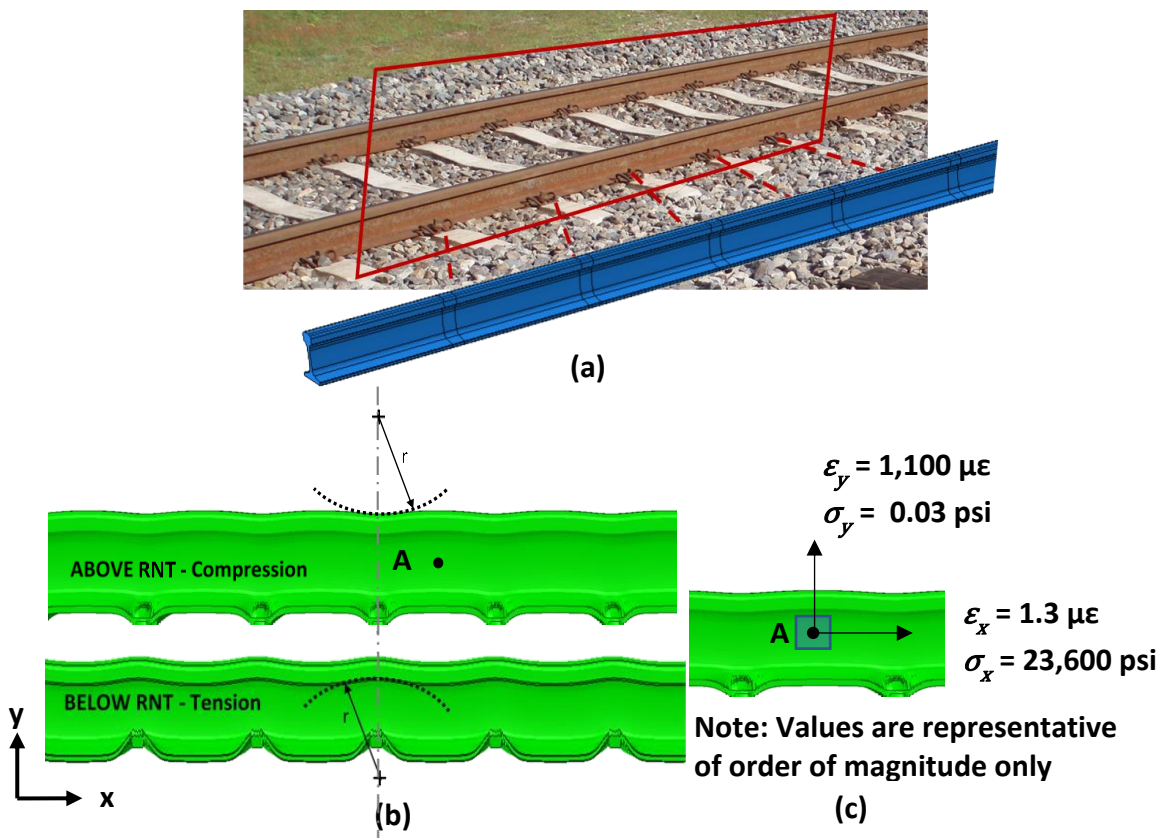 (a)
r
ABOVE RNT - Compression
A
BELOW RNT - Tension
r
y
x
(b)
εy = 1,100 με
σy = 0.03 psi
A
εx = 1.3 με
σx = 23,600 psi
Note: Values are representative
of order of magnitude only
(c)